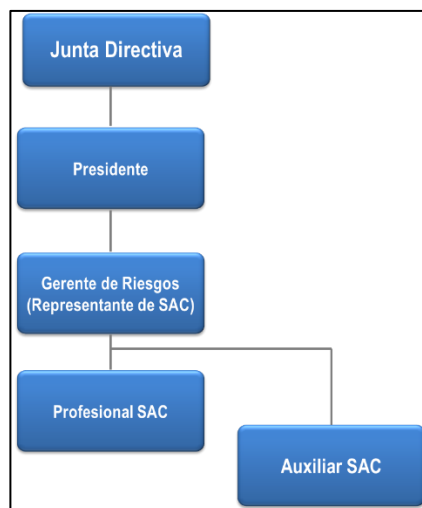 Junta Directiva
Presidente
Gerente de Riesgos
(Representante de SAC)
Profesional SAC
Auxiliar SAC